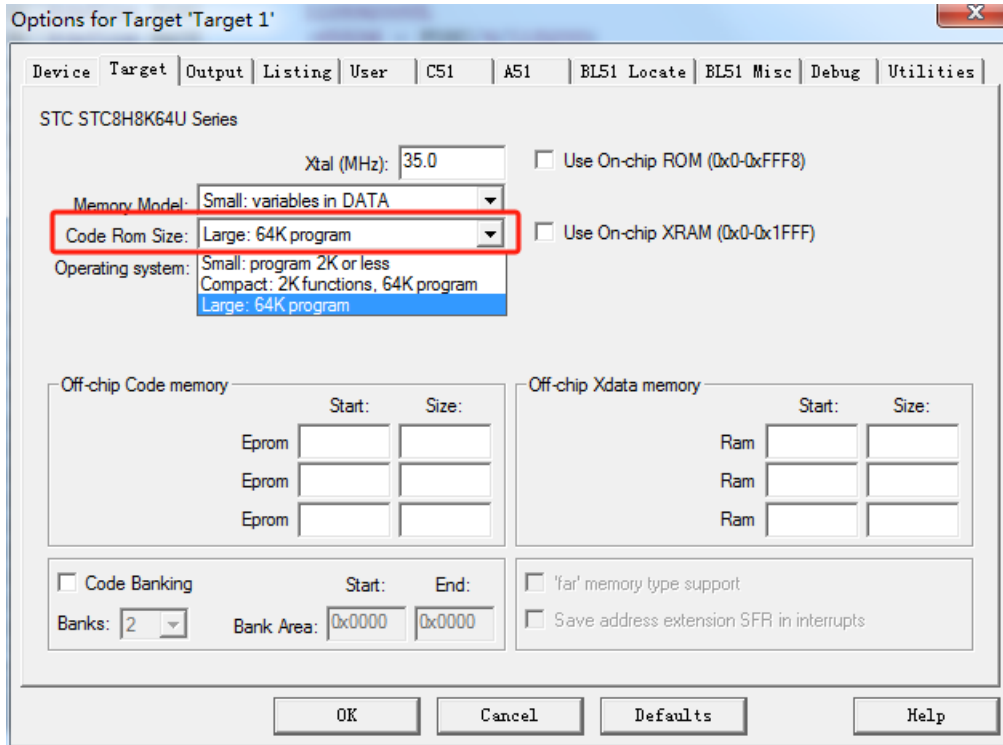 Options for Target 'Target 1'
Device Target Output Listing User C51 A51 BL51 Locate BL51 Misc Debug Utilities
STC STC8H8K64U Series
Xtal (MHz): 35.0 Use On-chip ROM (0x0-0xFFF8)
Memory Model: Small: variables in DATA
Code Rom Size: Large: 64K program Use On-chip XRAM (0x0-0x1FFF)
Operating system: Small: program 2K or less
Compact: 2K functions, 64K program
Large: 64K program
Off-chip Code memory
Start: Size:
Eprom
Eprom
Eprom
Off-chip Xdata memory
Start: Size:
Ram
Ram
Ram
Code Banking Start: End:
Banks: 2 Bank Area: 0x0000 0x0000
'far' memory type support
Save address extension SFR in interrupts
OK Cancel Defaults Help